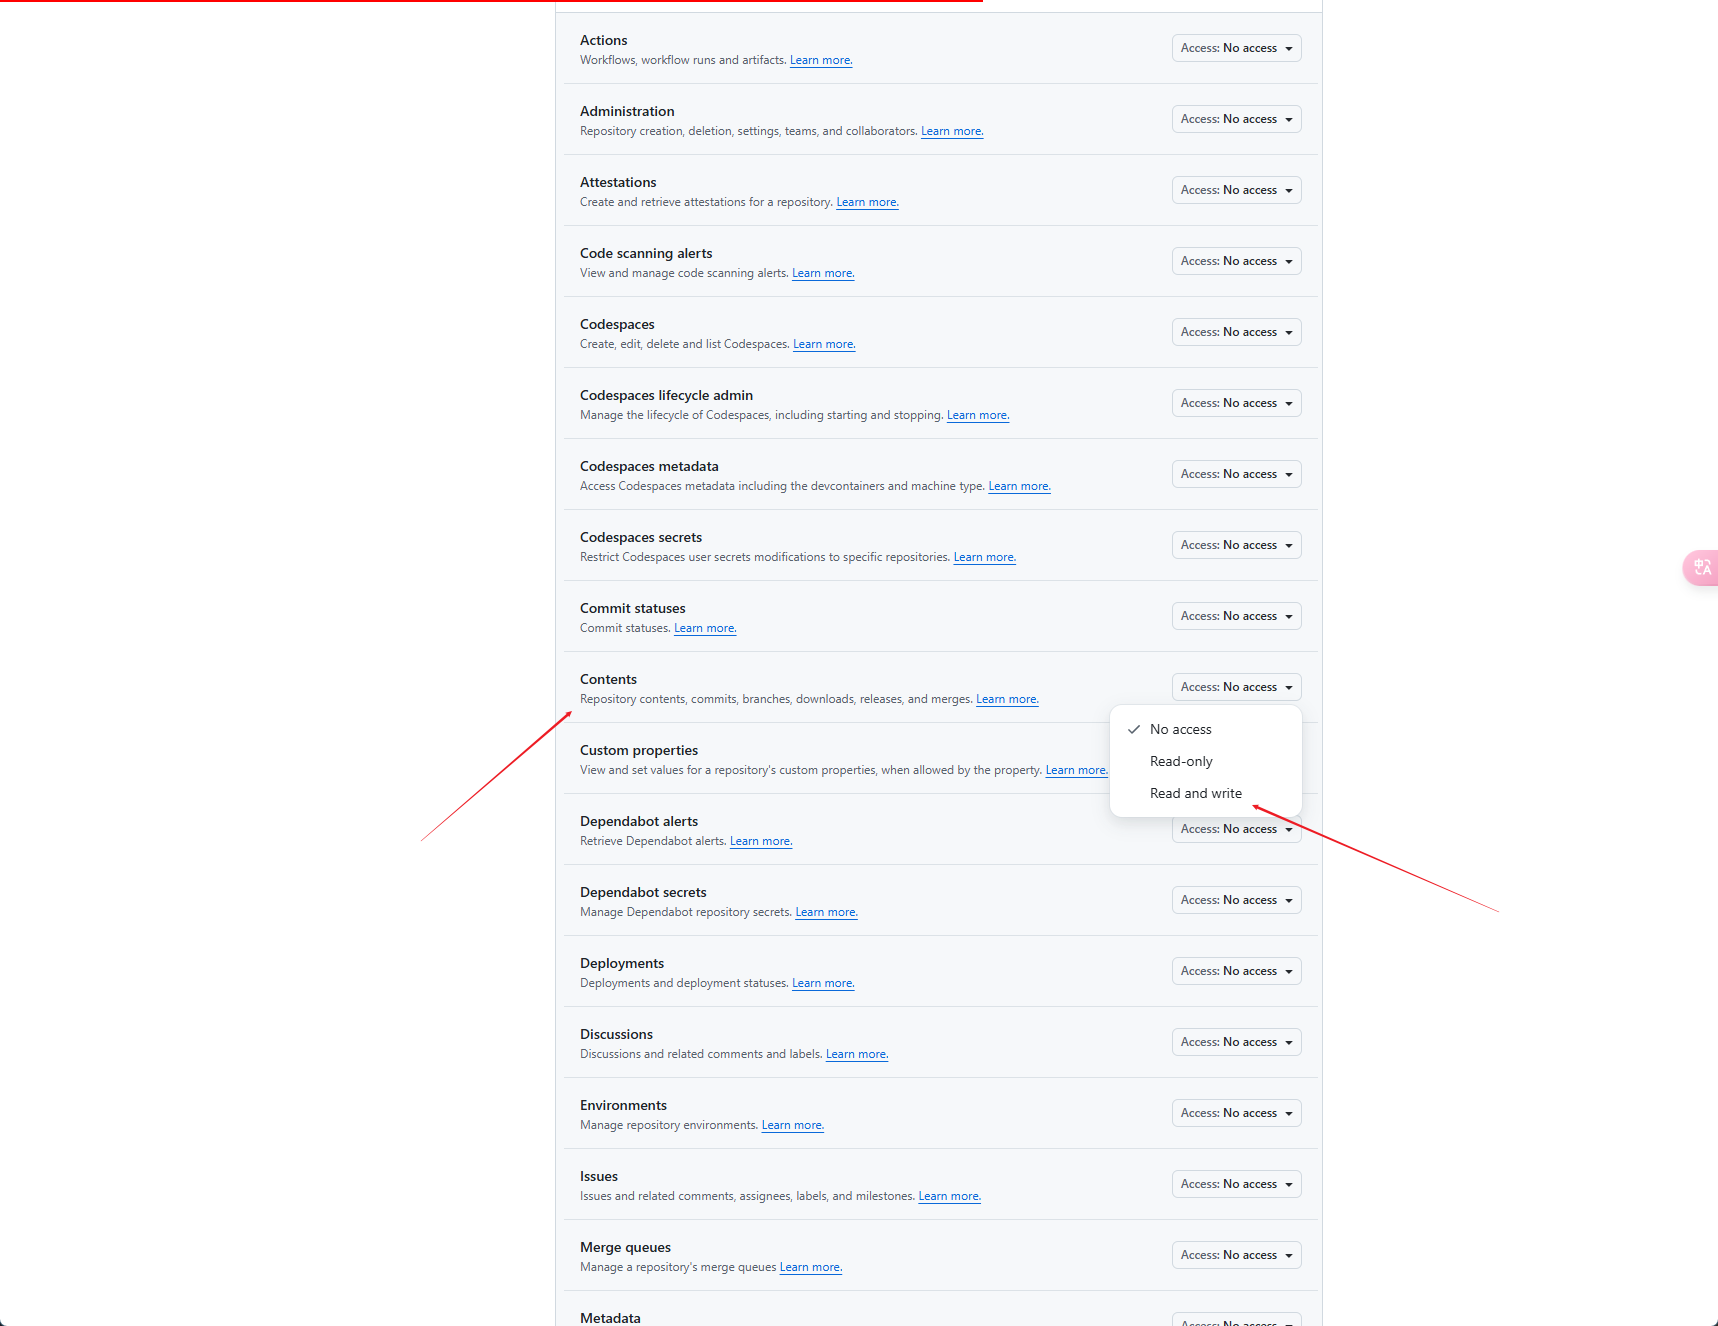 Actions
Access: No access
Workflows, workflow runs and artifacts. Learn more.
Administration
Access: No access
Repository creation, deletion, settings, teams, and collaborators. Learn more.
Attestations
Access: No access
Create and retrieve attestations for a repository. Learn more.
Code scanning alerts
Access: No access
View and manage code scanning alerts. Learn more.
Codespaces
Access: No access
Create, edit, delete and list Codespaces. Learn more.
Codespaces lifecycle admin
Access: No access
Manage the lifecycle of Codespaces, including starting and stopping. Learn more.
Codespaces metadata
Access: No access
Access Codespaces metadata including the devcontainers and machine type. Learn more.
Codespaces secrets
Access: No access
Restrict Codespaces user secrets modifications to specific repositories. Learn more.
Commit statuses
Access: No access
Commit statuses. Learn more.
Contents
Access: No access
Repository contents, commits, branches, downloads, releases, and merges. Learn more.
No access
Read-only
Read and write
Custom properties
View and set values for a repository's custom properties, when allowed by the property. Learn more.
Dependabot alerts
Access: No access
Retrieve Dependabot alerts. Learn more.
Dependabot secrets
Access: No access
Manage Dependabot repository secrets. Learn more.
Deployments
Access: No access
Deployments and deployment statuses. Learn more.
Discussions
Access: No access
Discussions and related comments and labels. Learn more.
Environments
Access: No access
Manage repository environments. Learn more.
Issues
Access: No access
Issues and related comments, assignees, labels, and milestones. Learn more.
Merge queues
Access: No access
Manage a repository's merge queues Learn more.
Metadata
Access: No access